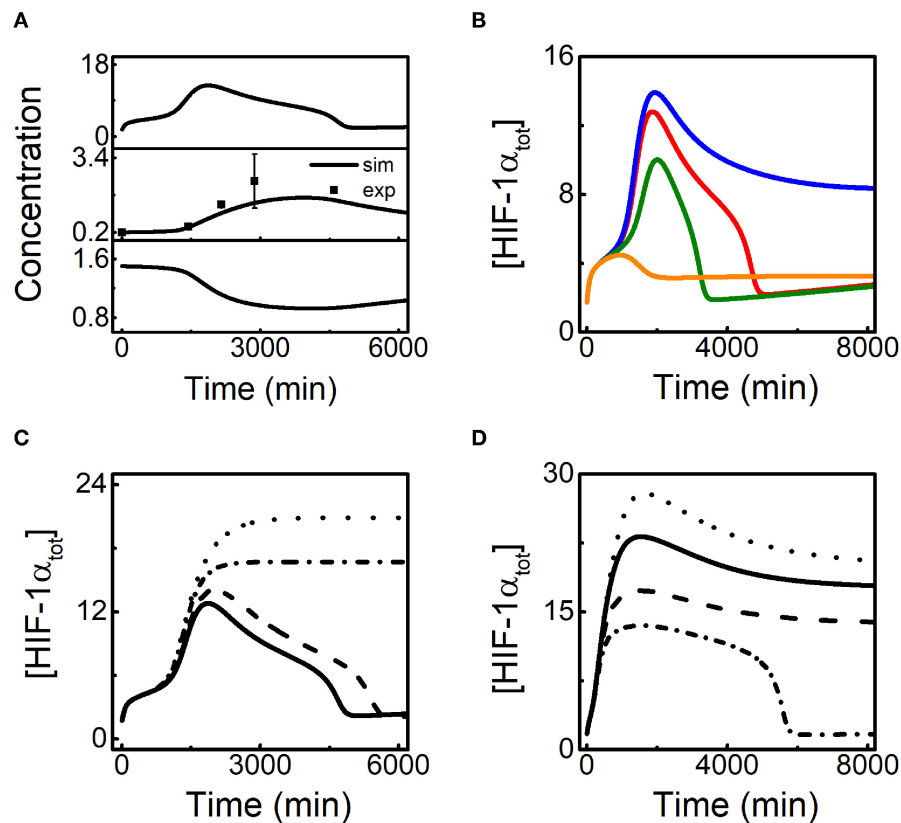 A
Concentration
18
0
3.4
0.2
sim
exp
1.6
0.8
0 3000 6000
Time (min)
B
[HIF-1α_tot]
16
8
0
0 4000 8000
Time (min)
C
[HIF-1α_tot]
24
12
0
0 3000 6000
Time (min)
D
[HIF-1α_tot]
30
15
0
0 4000 8000
Time (min)